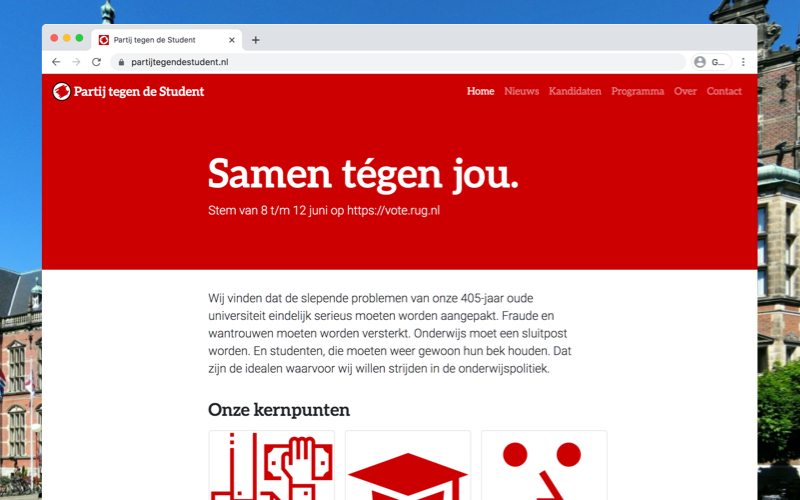 Partij tegen de Student
partijtegendestudent.nl
G...
Partij tegen de Student
Home Nieuws Kandidaten Programma Over Contact
Samen tégen jou.
Stem van 8 t/m 12 juni op https://vote.rug.nl
Wij vinden dat de slepende problemen van onze 405-jaar oude
universiteit eindelijk serieus moeten worden aangepakt. Fraude en
wantrouwen moeten worden versterkt. Onderwijs moet een sluitpost
worden. En studenten, die moeten weer gewoon hun bek houden. Dat
zijn de idealen waarvoor wij willen strijden in de onderwijspolitiek.
Onze kernpunten